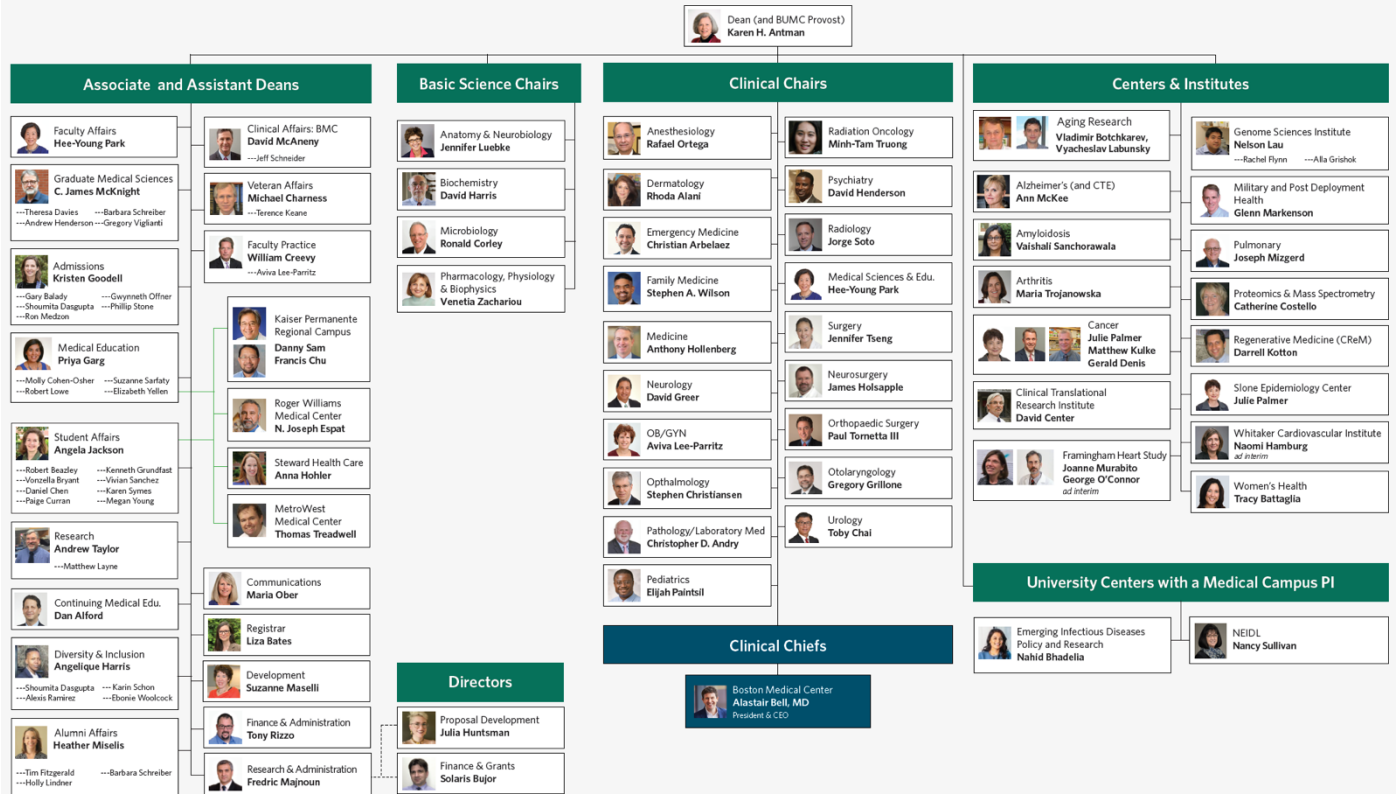 Dean (and BUMC Provost)
Karen H. Antman
Associate and Assistant Deans
Faculty Affairs
Hee-Young Park
Graduate Medical Sciences
C. James McKnight
---Theresa Davies ---Barbara Schreiber
---Andrew Henderson ---Gregory Viglianti
Admissions
Kristen Goodell
---Gary Balady ---Gwynneth Offner
---Shoumita Dasgupta ---Phillip Stone
---Ron Medzon
Medical Education
Priya Garg
---Molly Cohen-Osher ---Suzanne Sarfaty
---Robert Lowe ---Elizabeth Yellen
Student Affairs
Angela Jackson
---Robert Beazley ---Kenneth Grundfast
---Vonzella Bryant ---Vivian Sanchez
---Daniel Chen ---Karen Symes
---Paige Curran ---Megan Young
Research
Andrew Taylor
---Matthew Layne
Continuing Medical Edu.
Dan Alford
Diversity & Inclusion
Angelique Harris
---Shoumita Dasgupta ---Karin Schon
---Alexis Ramirez ---Ebonie Woolcock
Alumni Affairs
Heather Miselis
---Tim Fitzgerald ---Barbara Schreiber
---Holly Lindner
Clinical Affairs: BMC
David McAneny
---Jeff Schneider
Veteran Affairs
Michael Charness
---Terence Keane
Faculty Practice
William Creevy
---Aviva Lee-Parritz
Kaiser Permanente
Regional Campus
Danny Sam
Francis Chu
Roger Williams
Medical Center
N. Joseph Espat
Steward Health Care
Anna Hohler
MetroWest
Medical Center
Thomas Treadwell
Communications
Maria Ober
Registrar
Liza Bates
Development
Suzanne Maselli
Finance & Administration
Tony Rizzo
Research & Administration
Fredric Majnoun
Basic Science Chairs
Anatomy & Neurobiology
Jennifer Luebke
Biochemistry
David Harris
Microbiology
Ronald Corley
Pharmacology, Physiology
& Biophysics
Venetia Zachariou
Directors
Proposal Development
Julia Huntsman
Finance & Grants
Solaris Bujor
Clinical Chairs
Anesthesiology
Rafael Ortega
Dermatology
Rhoda Alani
Emergency Medicine
Christian Arbelaez
Family Medicine
Stephen A. Wilson
Medicine
Anthony Hollenberg
Neurology
David Greer
OB/GYN
Aviva Lee-Parritz
Opthalmology
Stephen Christiansen
Pathology/Laboratory Med
Christopher D. Andry
Pediatrics
Elijah Paintsil
Radiation Oncology
Minh-Tam Truong
Psychiatry
David Henderson
Radiology
Jorge Soto
Medical Sciences & Edu.
Hee-Young Park
Surgery
Jennifer Tseng
Neurosurgery
James Holsapple
Orthopaedic Surgery
Paul Tornetta III
Otolaryngology
Gregory Grillone
Urology
Toby Chai
Clinical Chiefs
Boston Medical Center
Alastair Bell, MD
President & CEO
Centers & Institutes
Aging Research
Vladimir Botchkarev,
Vyacheslav Labunsky
Alzheimer's (and CTE)
Ann McKee
Amyloidosis
Vaishali Sanchorawala
Arthritis
Maria Trojanowska
Cancer
Julie Palmer
Matthew Kulke
Gerald Denis
Clinical Translational
Research Institute
David Center
Framingham Heart Study
Joanne Murabito
George O'Connor
ad interim
Genome Sciences Institute
Nelson Lau
---Rachel Flynn ---Alla Grishok
Military and Post Deployment
Health
Glenn Markenson
Pulmonary
Joseph Mizgerd
Proteomics & Mass Spectrometry
Catherine Costello
Regenerative Medicine (CReM)
Darrell Kotton
Slone Epidemiology Center
Julie Palmer
Whitaker Cardiovascular Institute
Naomi Hamburg
ad interim
Women's Health
Tracy Battaglia
University Centers with a Medical Campus PI
Emerging Infectious Diseases
Policy and Research
Nahid Bhadelia
NEIDL
Nancy Sullivan